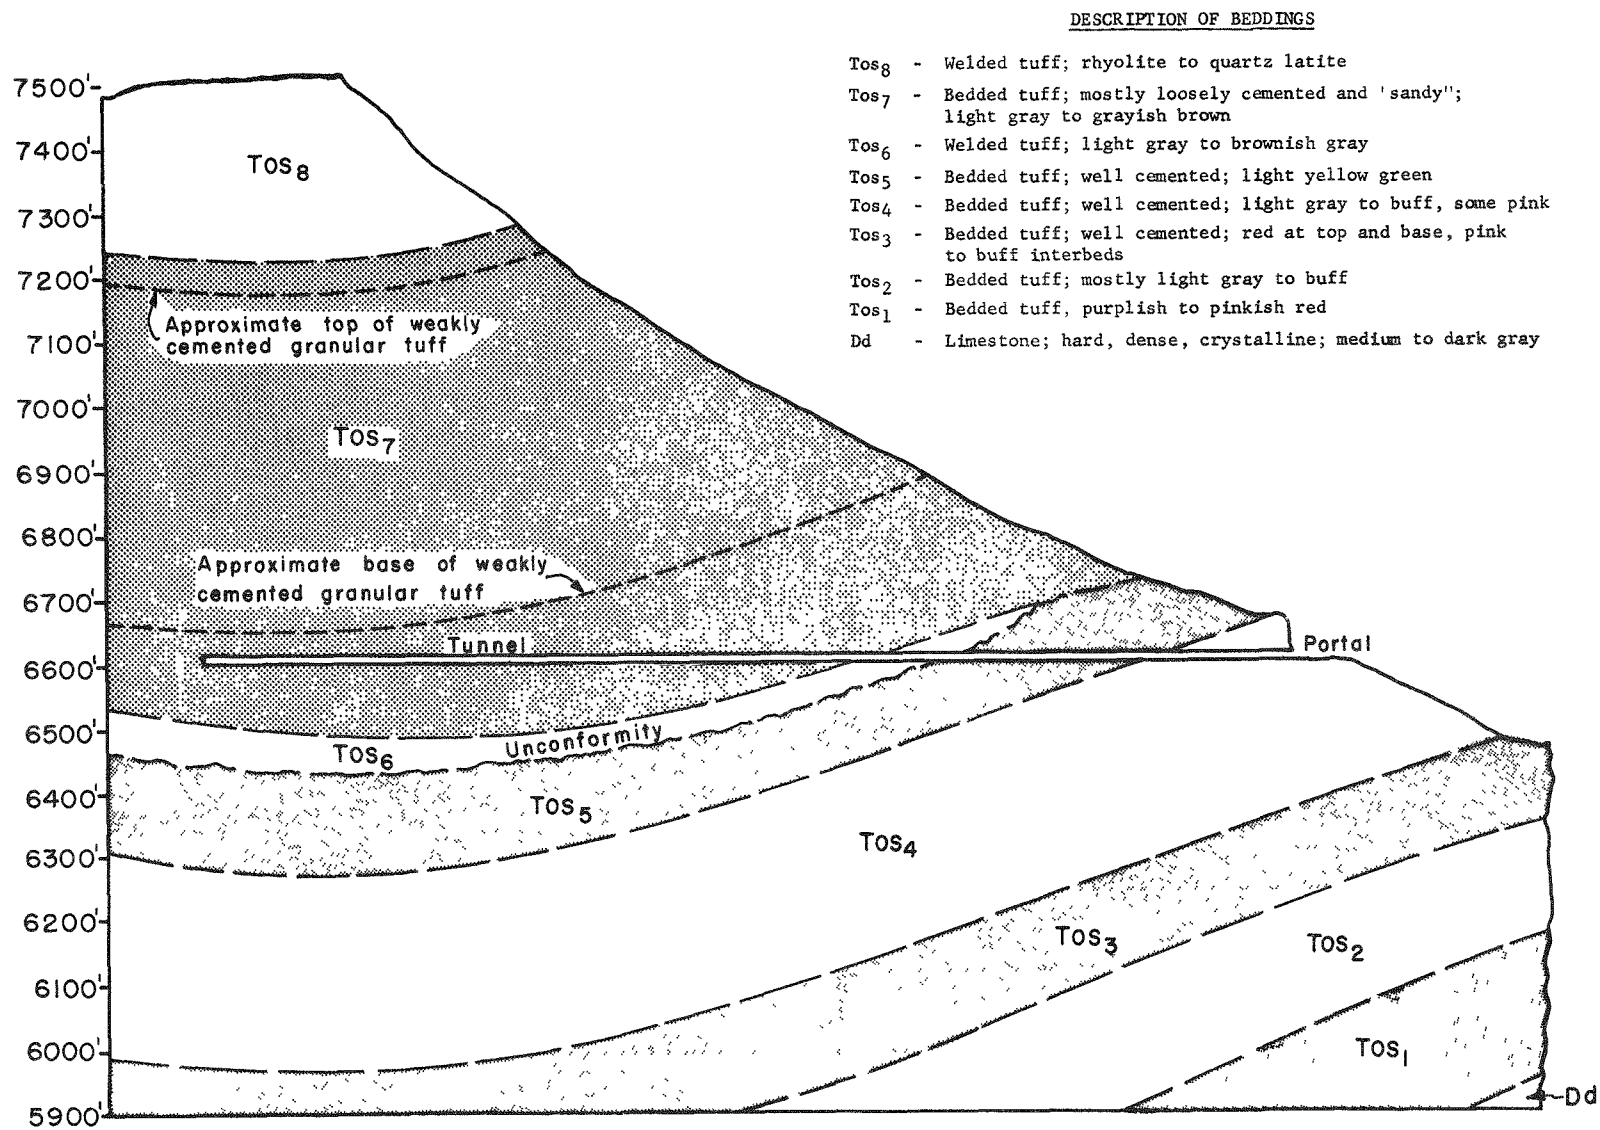 DESCRIPTION OF BEDDINGS
Tos8 - Welded tuff; rhyolite to quartz latite
Tos7 - Bedded tuff; mostly loosely cemented and 'sandy";
light gray to grayish brown
Tos6 - Welded tuff; light gray to brownish gray
Tos5 - Bedded tuff; well cemented; light yellow green
Tos4 - Bedded tuff; well cemented; light gray to buff, some pink
Tos3 - Bedded tuff; well cemented; red at top and base, pink
to buff interbeds
Tos2 - Bedded tuff; mostly light gray to buff
Tos1 - Bedded tuff, purplish to pinkish red
Dd - Limestone; hard, dense, crystalline; medium to dark gray
7500'
7400'
7300'
7200'
7100'
7000'
6900'
6800'
6700'
6600'
6500'
6400'
6300'
6200'
6100'
6000'
5900'
TOS8
Approximate top of weakly
cemented granular tuff
TOS7
Approximate base of weakly
cemented granular tuff
Tunnel
Portal
Unconformity
TOS6
TOS5
TOS4
TOS3
TOS2
TOS1
Dd